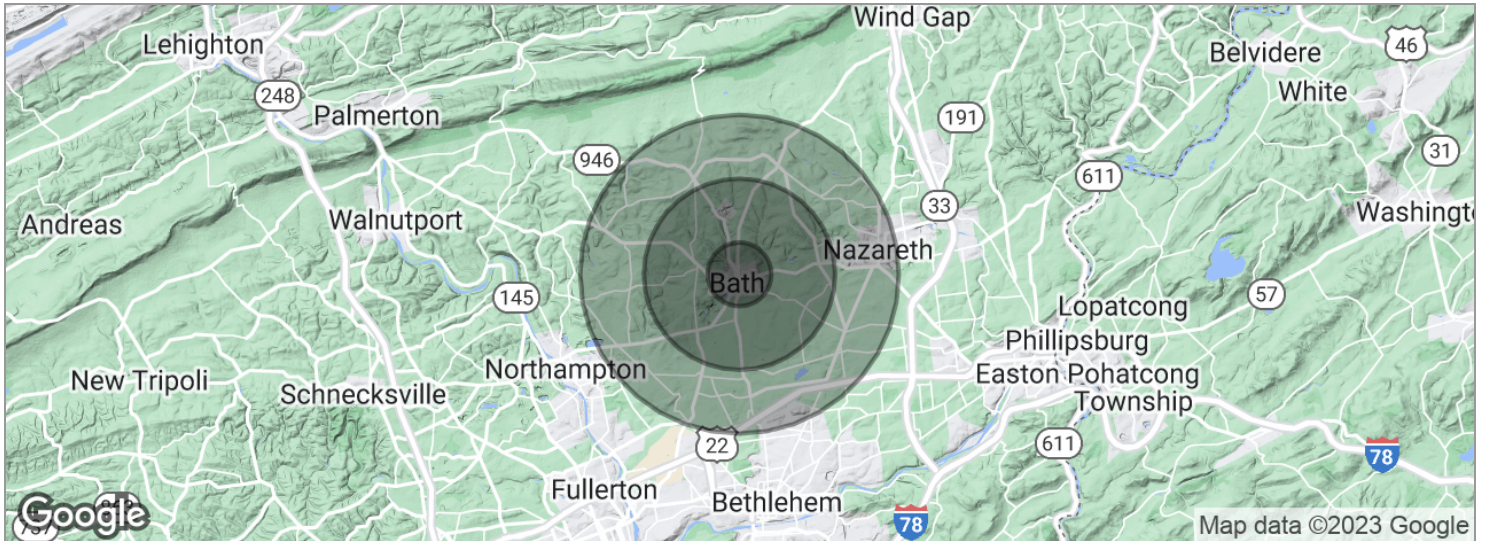 Wind Gap
Lehighton
46
Belvidere
White
248
Palmerton
191
31
946
611
33
Walnutport
Andreas
Washingto
Nazareth
Bath
145
57
Lopatcong
Phillipsburg
Northampton
Easton Pohatcong
Township
New Tripoli
Schnecksville
22
611
78
Fullerton
Bethlehem
Google
78
Map data ©2023 Google